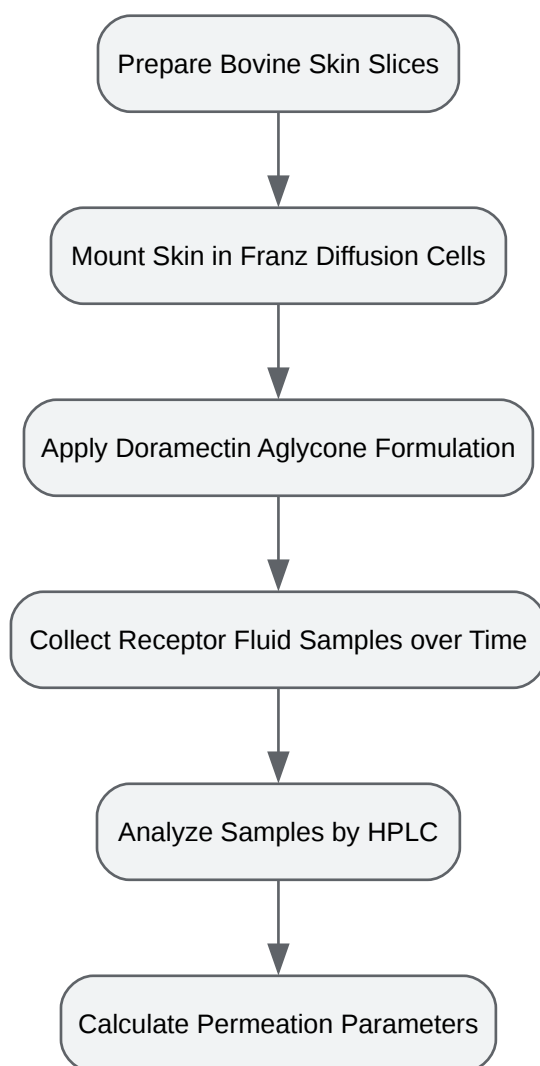 Prepare Bovine Skin Slices
Mount Skin in Franz Diffusion Cells
Apply Doramectin Aglycone Formulation
Collect Receptor Fluid Samples over Time
Analyze Samples by HPLC
Calculate Permeation Parameters